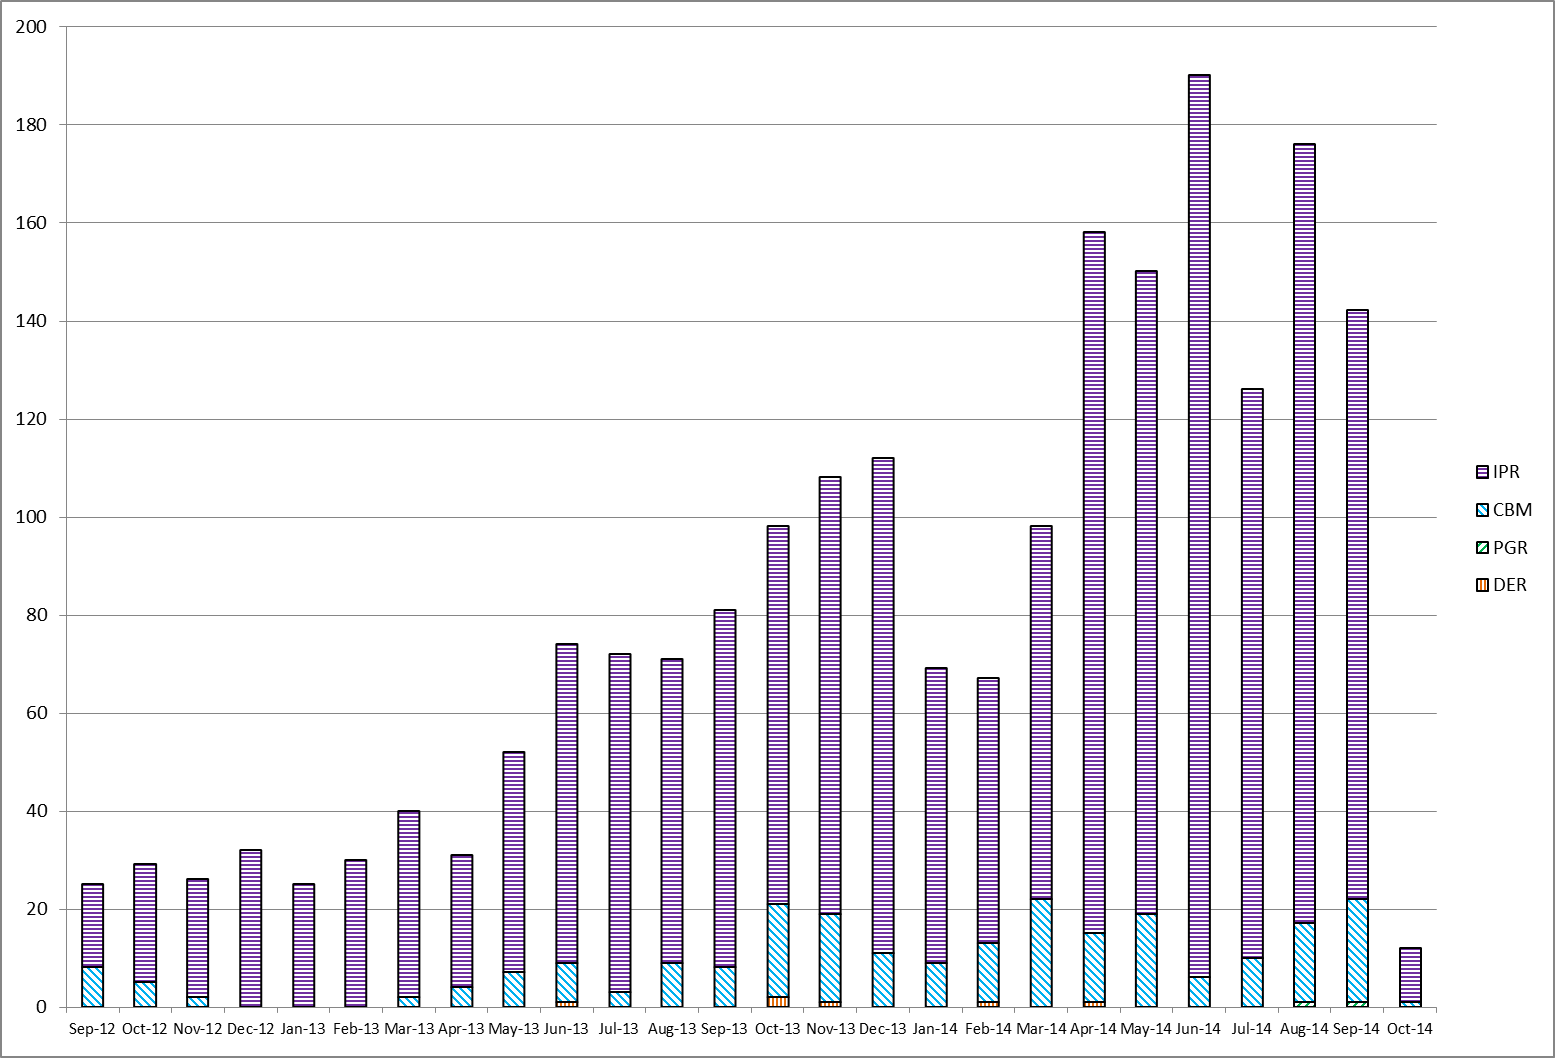 200
180
160
140
120
100
80
60
40
20
0
Sep-12 Oct-12 Nov-12 Dec-12 Jan-13 Feb-13 Mar-13 Apr-13 May-13 Jun-13 Jul-13 Aug-13 Sep-13 Oct-13 Nov-13 Dec-13 Jan-14 Feb-14 Mar-14 Apr-14 May-14 Jun-14 Jul-14 Aug-14 Sep-14 Oct-14
IPR
CBM
PGR
DER